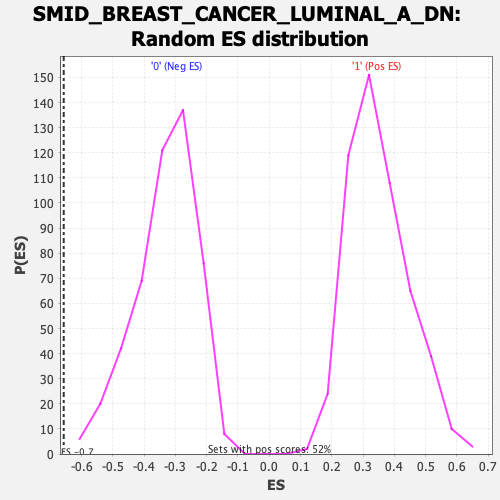 SMID_BREAST_CANCER_LUMINAL_A_DN:
Random ES distribution
'0' (Neg ES) '1' (Pos ES)
P(ES)
150
140
130
120
110
100
90
80
70
60
50
40
30
20
10
0
ES -0.7
Sets with pos scores: 52%
-0.6 -0.5 -0.4 -0.3 -0.2 -0.1 0.0 0.1 0.2 0.3 0.4 0.5 0.6 0.7
ES